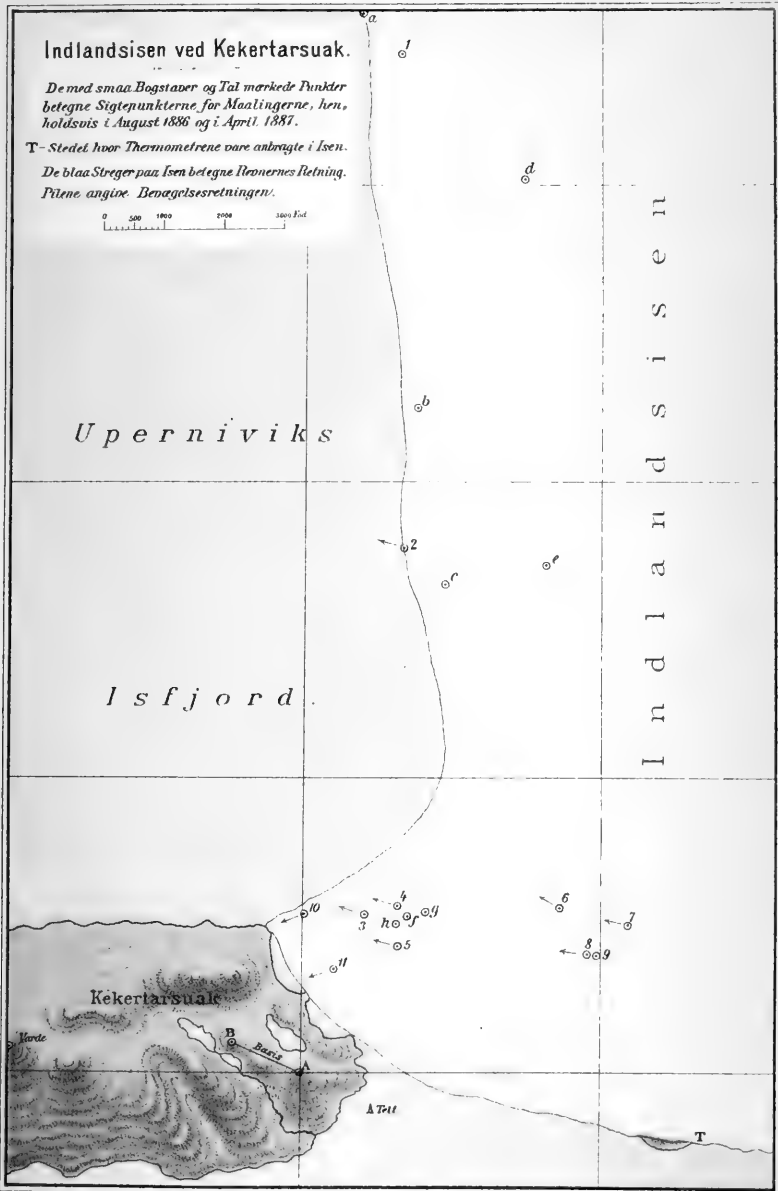 Indlandsisen ved Kekertarsuak.
De med smaa Bogstaver og Tal mærkede Punkter
betegne Sigtepunkterne for Maalingerne, hen-
holdsvis i August 1886 og i April 1887.
T - Stedet hvor Thermometrene vare anbragte i Isen.
De blaa Streger paa Isen betegne Revnernes Retning.
Pilene angive Bevægelsesretningen.
0 500 1000 2000 3000 Fod
a
1
d
b
Uperniviks
Indlandsisen
2
c
e
Isfjord.
10
3
4
h
f
g
5
6
7
8
9
11
Kekertarsuak
Varde
B
Basis
A
Telt
T